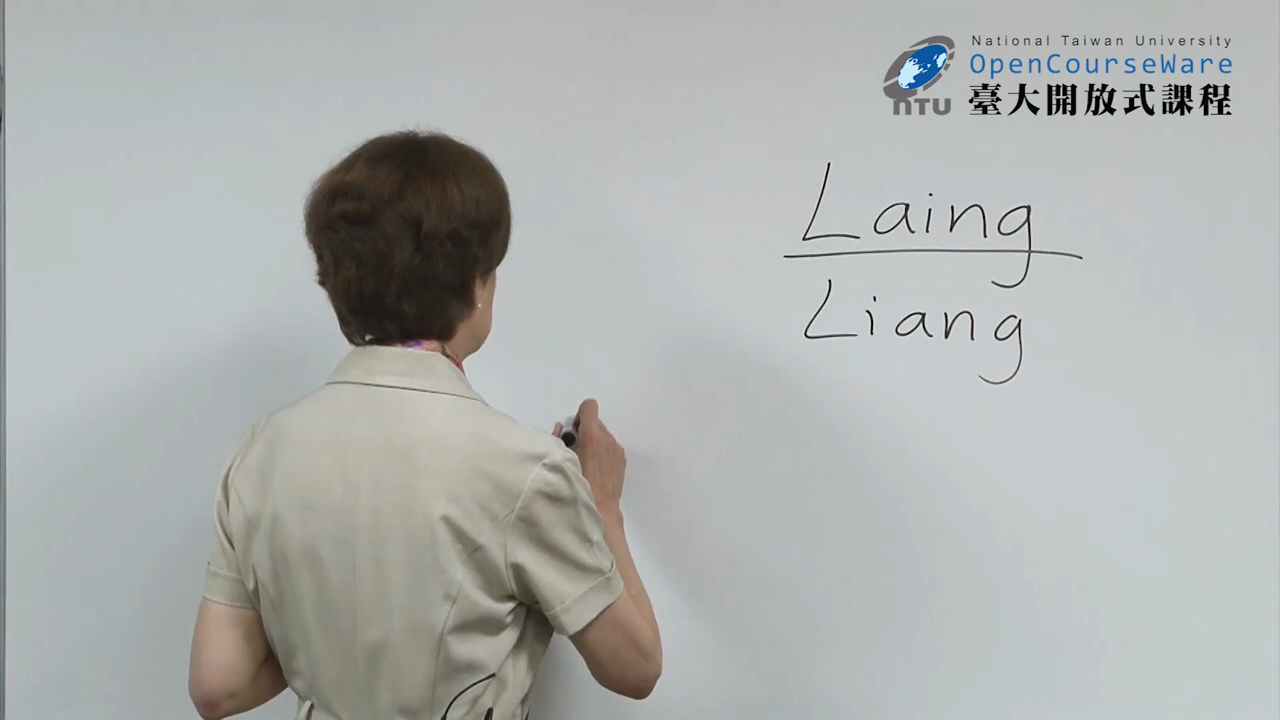 National Taiwan University
OpenCourseWare
NTU
臺大開放式課程
Laing
Liang